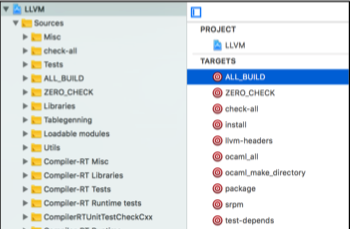 LLVM
Sources
Misc
check-all
Tests
ALL_BUILD
ZERO_CHECK
Libraries
Tablegenning
Loadable modules
Utils
Compiler-RT Misc
Compiler-RT Libraries
Compiler-RT Tests
Compiler-RT Runtime tests
CompilerRTUnitTestCheckCxx
PROJECT
LLVM
TARGETS
ALL_BUILD
ZERO_CHECK
check-all
install
llvm-headers
ocaml_all
ocaml_make_directory
package
srpm
test-depends